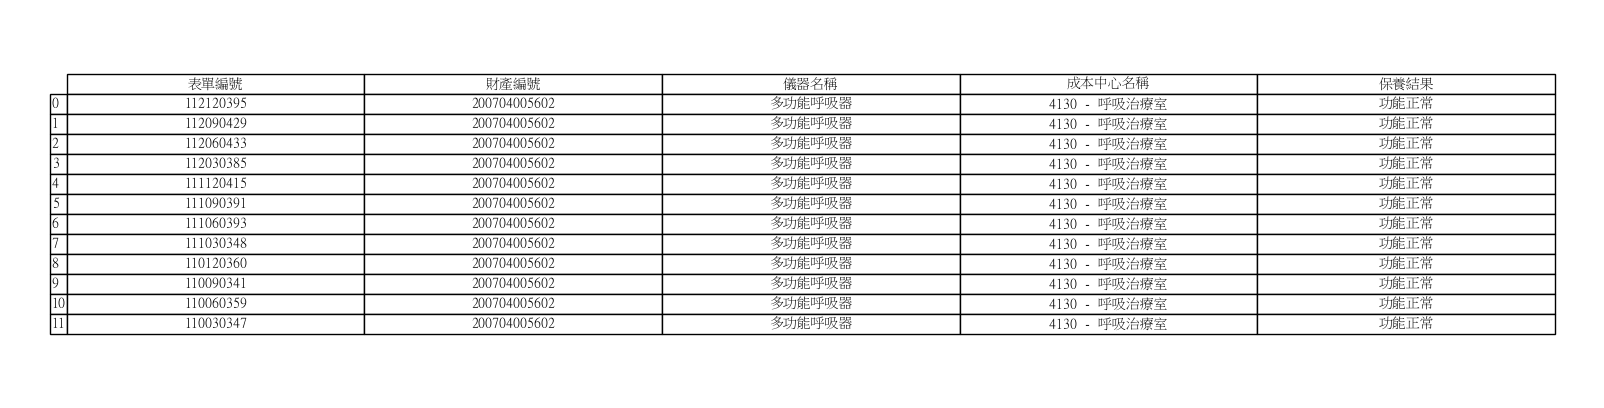 表單編號 財產編號 儀器名稱 成本中心名稱 保養結果
0 112120395 200704005602 多功能呼吸器 4130 - 呼吸治療室 功能正常
1 112090429 200704005602 多功能呼吸器 4130 - 呼吸治療室 功能正常
2 112060433 200704005602 多功能呼吸器 4130 - 呼吸治療室 功能正常
3 112030385 200704005602 多功能呼吸器 4130 - 呼吸治療室 功能正常
4 111120415 200704005602 多功能呼吸器 4130 - 呼吸治療室 功能正常
5 111090391 200704005602 多功能呼吸器 4130 - 呼吸治療室 功能正常
6 111060393 200704005602 多功能呼吸器 4130 - 呼吸治療室 功能正常
7 111030348 200704005602 多功能呼吸器 4130 - 呼吸治療室 功能正常
8 110120360 200704005602 多功能呼吸器 4130 - 呼吸治療室 功能正常
9 110090341 200704005602 多功能呼吸器 4130 - 呼吸治療室 功能正常
10 110060359 200704005602 多功能呼吸器 4130 - 呼吸治療室 功能正常
11 110030347 200704005602 多功能呼吸器 4130 - 呼吸治療室 功能正常